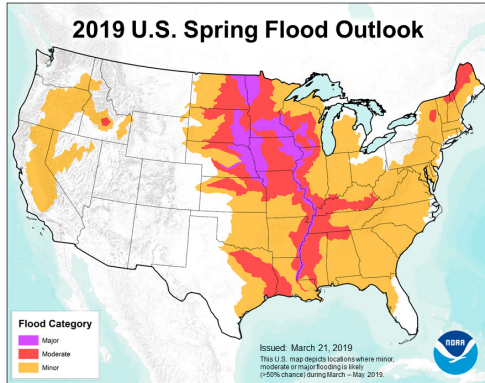 2019 U.S. Spring Flood Outlook
Flood Category
Major
Moderate
Minor
Issued: March 21, 2019
This U.S. map depicts locations where minor,
moderate or major flooding is likely
(>50% chance) during March – May 2019.
NOAA